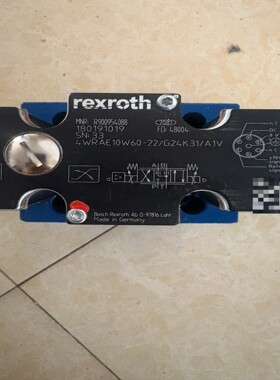 rexroth
MNR: R900954088
180191019 FD: 48004
SN: 33
4WRAE10W60-22/G24K31/A1V
Bosch Rexroth AG D-97816 Lohr
Made in Germany